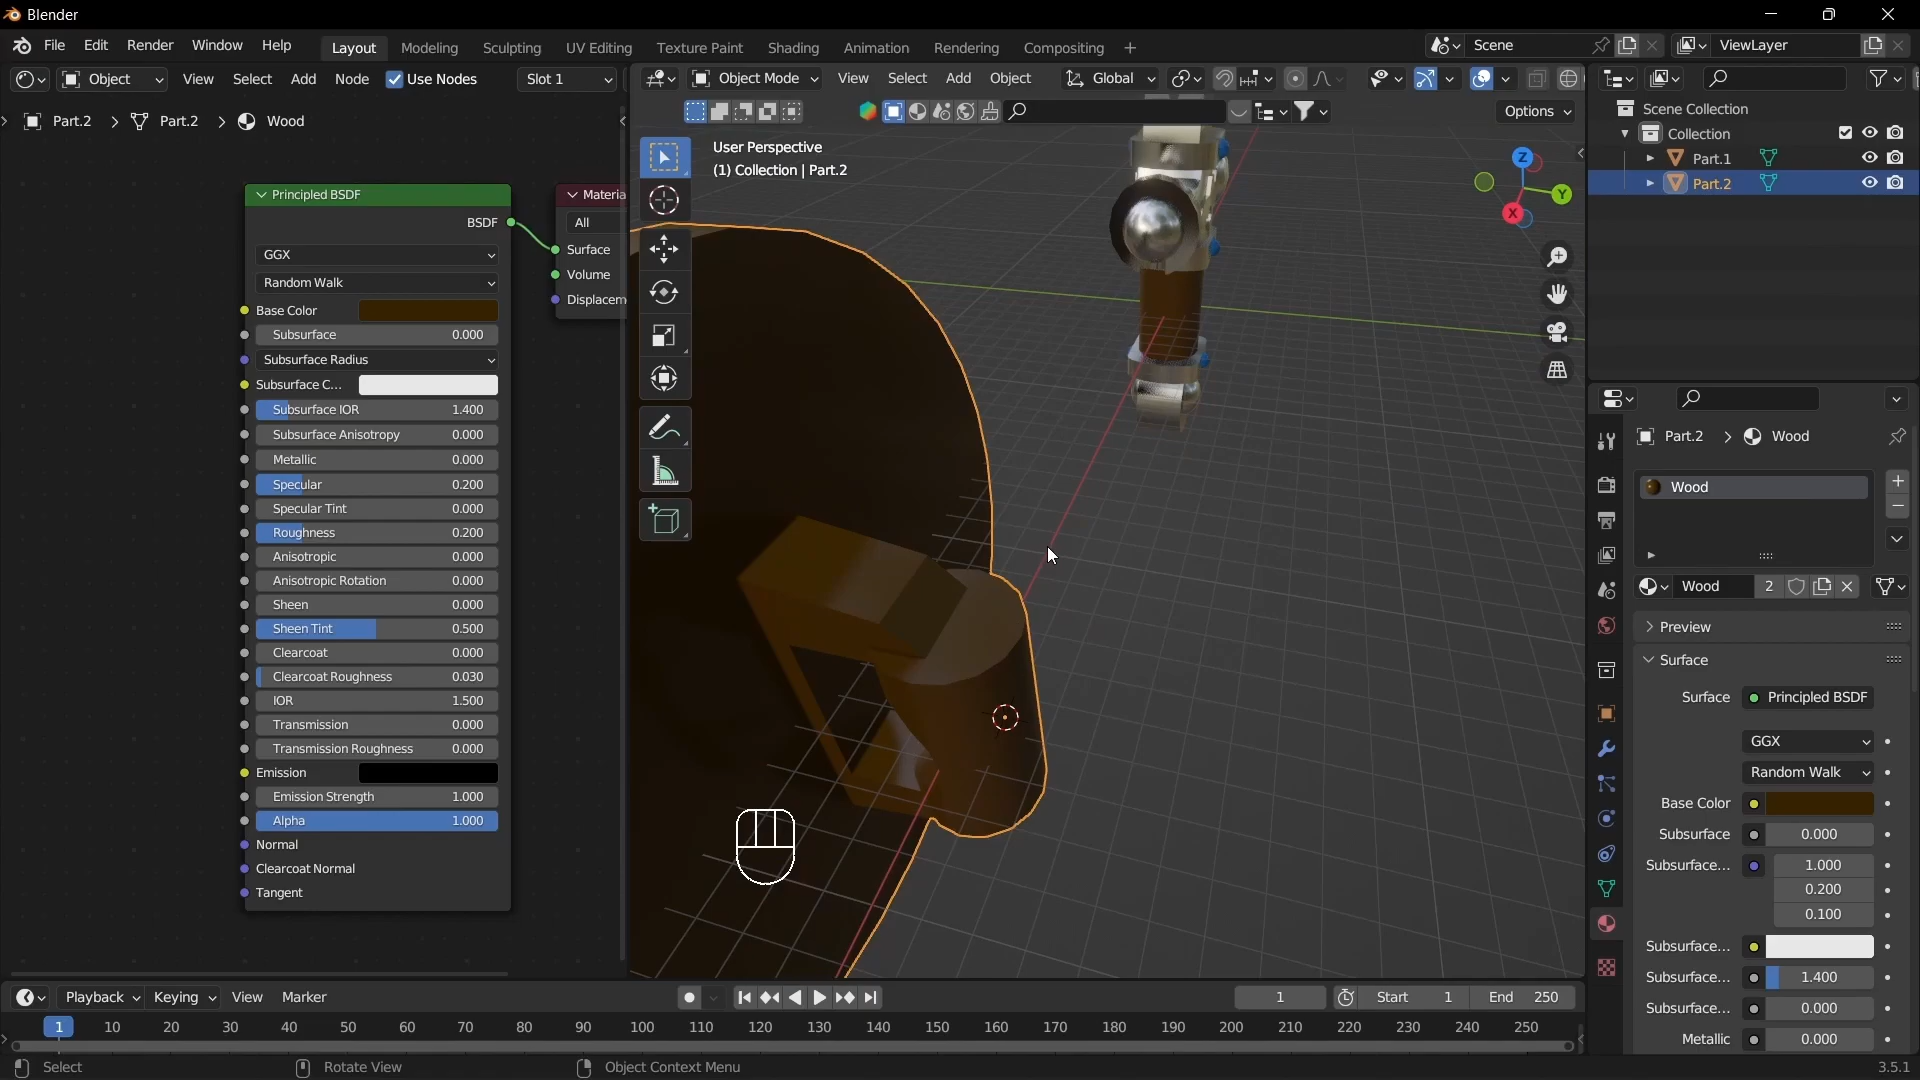 Blender
File Edit Render Window Help Layout Modeling Sculpting UV Editing Texture Paint Shading Animation Rendering Compositing + Scene ViewLayer
Object View Select Add Node Use Nodes Slot 1 Object Mode View Select Add Object Global
Part.2 > Part.2 > Wood
Options
User Perspective
(1) Collection | Part.2
Z
Y
X
Scene Collection
Collection
Part.1
Part.2
Principled BSDF
BSDF
GGX
Random Walk
Base Color
Subsurface 0.000
Subsurface Radius
Subsurface C...
Subsurface IOR 1.400
Subsurface Anisotropy 0.000
Metallic 0.000
Specular 0.200
Specular Tint 0.000
Roughness 0.200
Anisotropic 0.000
Anisotropic Rotation 0.000
Sheen 0.000
Sheen Tint 0.500
Clearcoat 0.000
Clearcoat Roughness 0.030
IOR 1.500
Transmission 0.000
Transmission Roughness 0.000
Emission
Emission Strength 1.000
Alpha 1.000
Normal
Clearcoat Normal
Tangent
Materia
All
Surface
Volume
Displacem
Part.2 > Wood
Wood
Wood 2
Preview
Surface
Surface Principled BSDF
GGX
Random Walk
Base Color
Subsurface 0.000
Subsurface... 1.000
0.200
0.100
Subsurface...
Subsurface... 1.400
Subsurface... 0.000
Metallic 0.000
Playback Keying View Marker 1 Start 1 End 250
1 10 20 30 40 50 60 70 80 90 100 110 120 130 140 150 160 170 180 190 200 210 220 230 240 250
Select Rotate View Object Context Menu 3.5.1